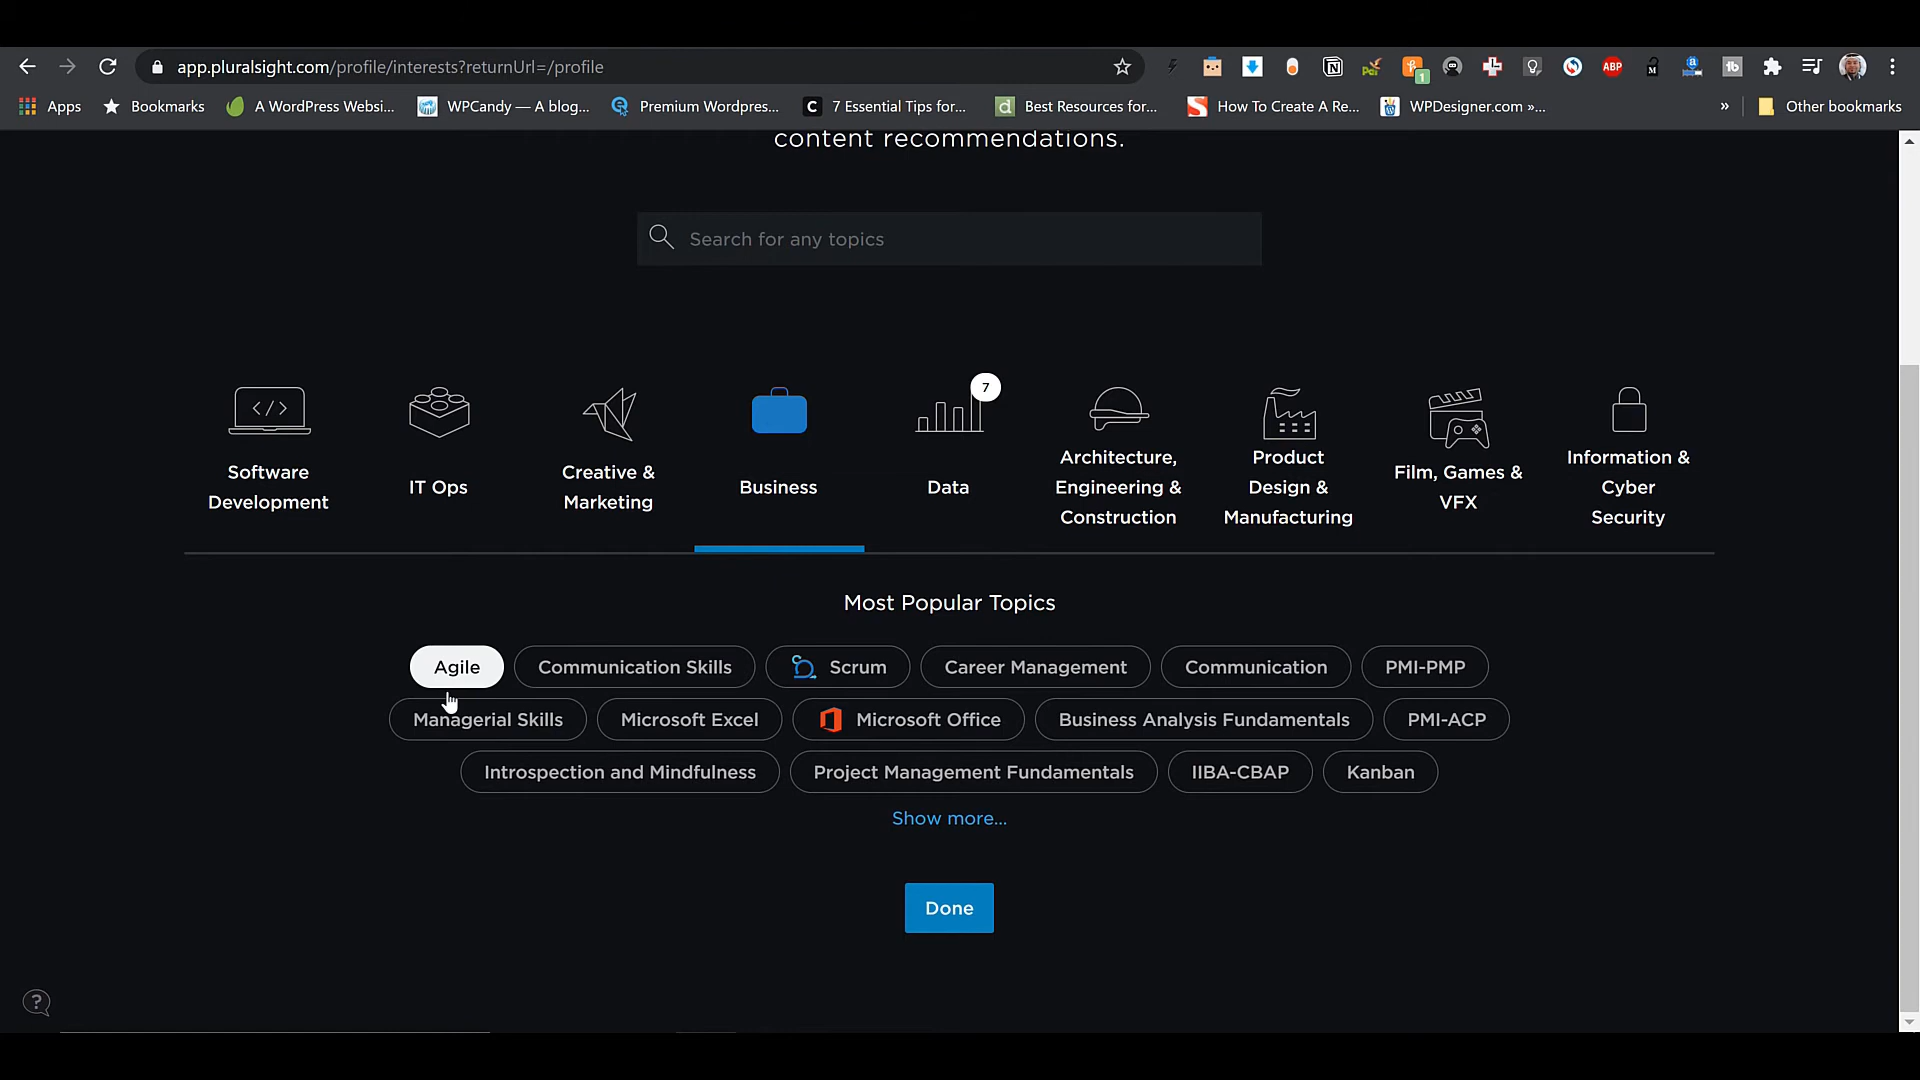 app.pluralsight.com/profile/interests?returnUrl=/profile
1
ABP
Apps
Bookmarks
A WordPress Websi...
WPCandy — A blog...
Premium Wordpres...
7 Essential Tips for...
Best Resources for...
How To Create A Re...
WPDesigner.com »...
»
Other bookmarks
content recommendations.
Search for any topics
7
Software
Development
IT Ops
Creative &
Marketing
Business
Data
Architecture,
Engineering &
Construction
Product
Design &
Manufacturing
Film, Games &
VFX
Information &
Cyber
Security
Most Popular Topics
Agile
Communication Skills
Scrum
Career Management
Communication
PMI-PMP
Managerial Skills
Microsoft Excel
Microsoft Office
Business Analysis Fundamentals
PMI-ACP
Introspection and Mindfulness
Project Management Fundamentals
IIBA-CBAP
Kanban
Show more...
Done